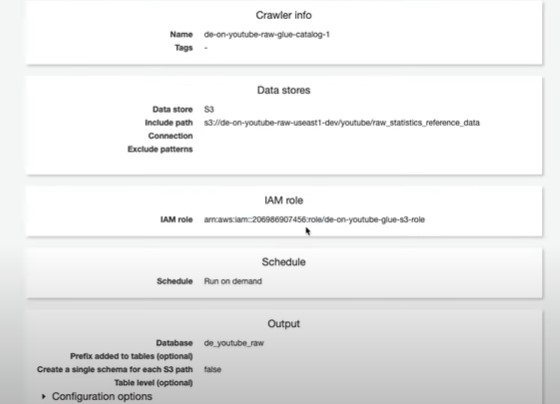 Crawler info
Name de-on-youtube-raw-glue-catalog-1
Tags -
Data stores
Data store S3
Include path s3://de-on-youtube-raw-useast1-dev/youtube/raw_statistics_reference_data
Connection
Exclude patterns
IAM role
IAM role arn:aws:iam::206986907456:role/de-on-youtube-glue-s3-role
Schedule
Schedule Run on demand
Output
Database de_youtube_raw
Prefix added to tables (optional)
Create a single schema for each S3 path false
Table level (optional)
Configuration options